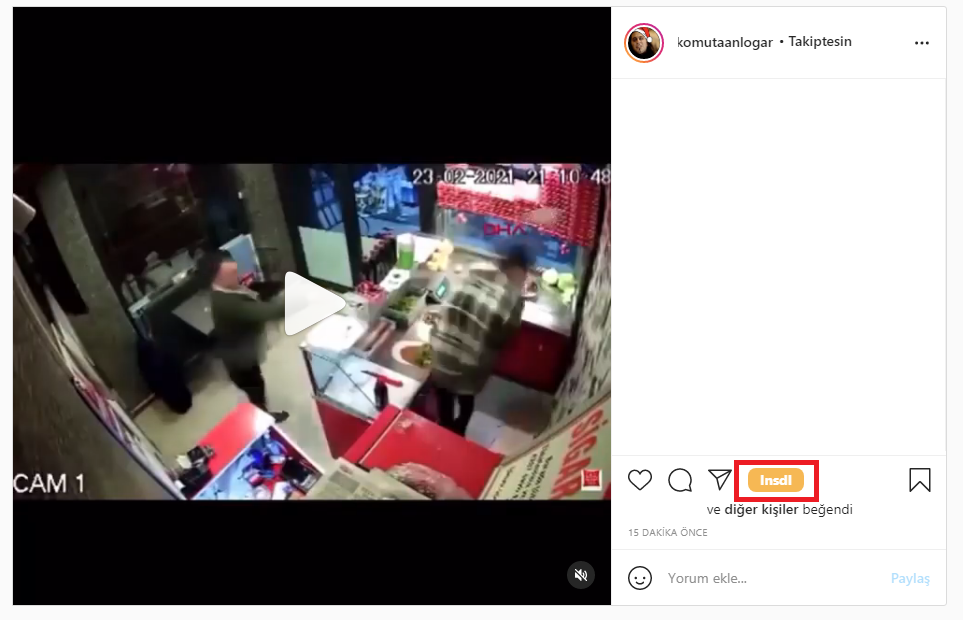 komutaanlogar • Takiptesin
23-02-2021 21:10:48
DHA
SİGARA
CAM 1
Insdl
ve diğer kişiler beğendi
15 DAKİKA ÖNCE
Yorum ekle...
Paylaş